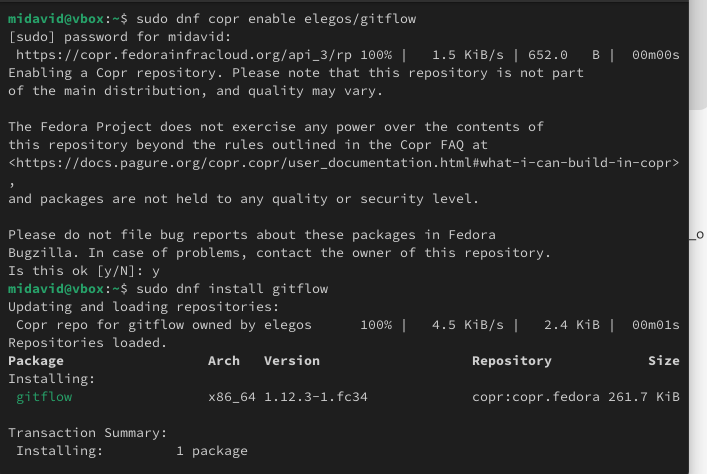 midavid@vbox:~$ sudo dnf copr enable elegos/gitflow
[sudo] password for midavid:
 https://copr.fedorainfracloud.org/api_3/rp 100% |   1.5 KiB/s | 652.0   B |  00m00s
Enabling a Copr repository. Please note that this repository is not part
of the main distribution, and quality may vary.

The Fedora Project does not exercise any power over the contents of
this repository beyond the rules outlined in the Copr FAQ at
<https://docs.pagure.org/copr.copr/user_documentation.html#what-i-can-build-in-copr>
,
and packages are not held to any quality or security level.

Please do not file bug reports about these packages in Fedora
Bugzilla. In case of problems, contact the owner of this repository.
Is this ok [y/N]: y
midavid@vbox:~$ sudo dnf install gitflow
Updating and loading repositories:
 Copr repo for gitflow owned by elegos      100% |   4.5 KiB/s |   2.4 KiB |  00m01s
Repositories loaded.
Package                  Arch   Version                   Repository            Size
Installing:
 gitflow                 x86_64 1.12.3-1.fc34             copr:copr.fedora 261.7 KiB

Transaction Summary:
 Installing:         1 package
_o